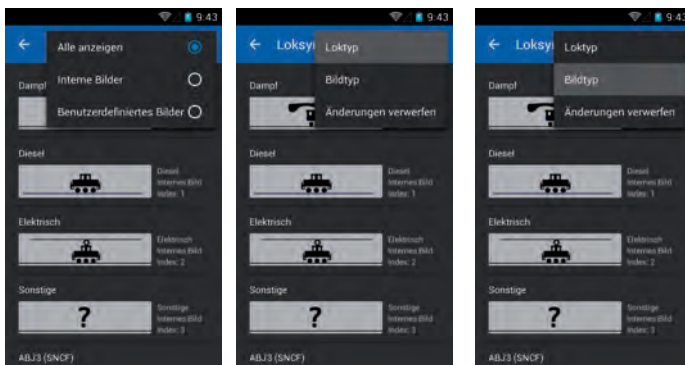 9:43
Alle anzeigen
Interne Bilder
Benutzerdefiniertes Bilder
Dampf
Diesel
Diesel
Internes Bild
Index: 1
Elektrisch
Elektrisch
Internes Bild
Index: 2
Sonstige
?
Sonstige
Internes Bild
Index: 3
ABJ3 (SNCF)
9:43
Loksy
Loktyp
Bildtyp
Änderungen verwerfen
Dampf
Diesel
Diesel
Internes Bild
Index: 1
Elektrisch
Elektrisch
Internes Bild
Index: 2
Sonstige
?
Sonstige
Internes Bild
Index: 3
ABJ3 (SNCF)
9:43
Loksy
Loktyp
Bildtyp
Änderungen verwerfen
Dampf
Diesel
Diesel
Internes Bild
Index: 1
Elektrisch
Elektrisch
Internes Bild
Index: 2
Sonstige
?
Sonstige
Internes Bild
Index: 3
ABJ3 (SNCF)